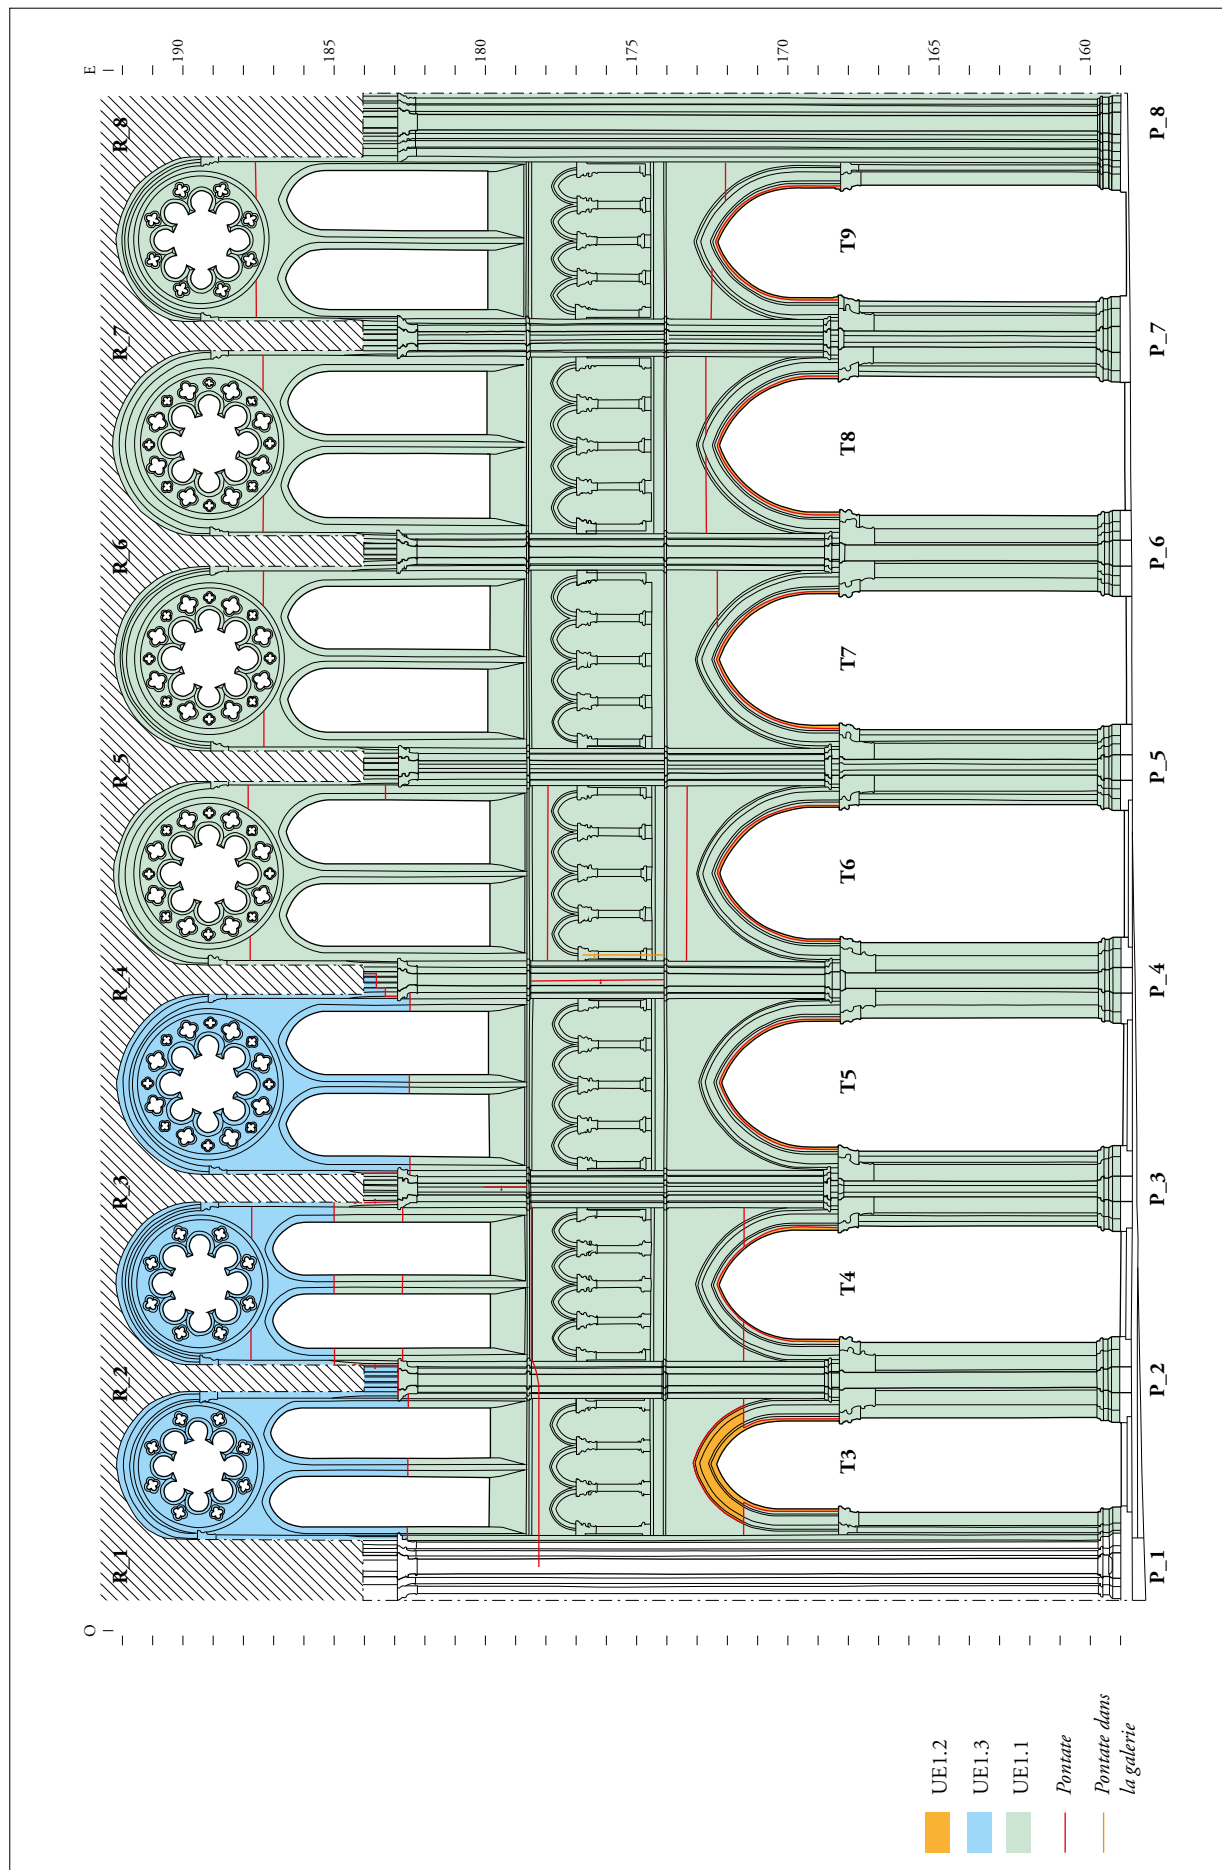 O
E
190
185
180
175
170
165
160
R_1
R_2
R_3
R_4
R_5
R_6
R_7
R_8
T3
T4
T5
T6
T7
T8
T9
P_1
P_2
P_3
P_4
P_5
P_6
P_7
P_8
UE1.2
UE1.3
UE1.1
Pontate
Pontate dans
la galerie